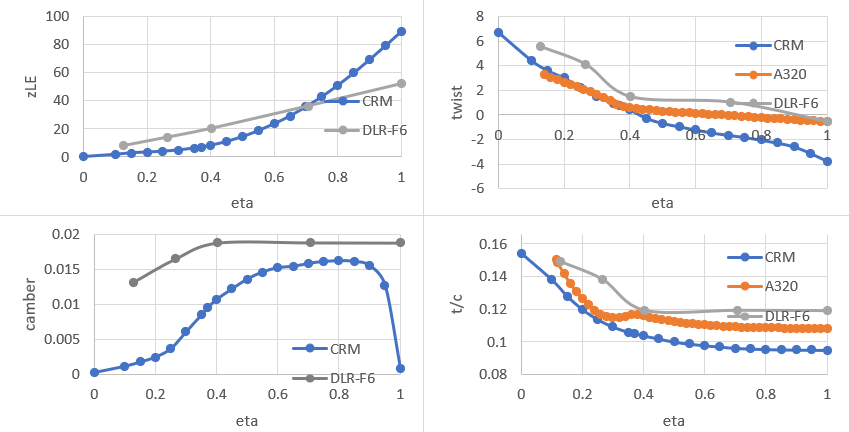 100
80
60
40
20
0
zLE
0 0.2 0.4 0.6 0.8 1
eta
CRM
DLR-F6
8
6
4
2
0
-2
-4
-6
twist
0 0.2 0.4 0.6 0.8 1
eta
CRM
A320
DLR-F6
0.02
0.015
0.01
0.005
0
camber
0 0.2 0.4 0.6 0.8 1
eta
CRM
DLR-F6
0.16
0.14
0.12
0.1
0.08
t/c
0 0.2 0.4 0.6 0.8 1
eta
CRM
A320
DLR-F6